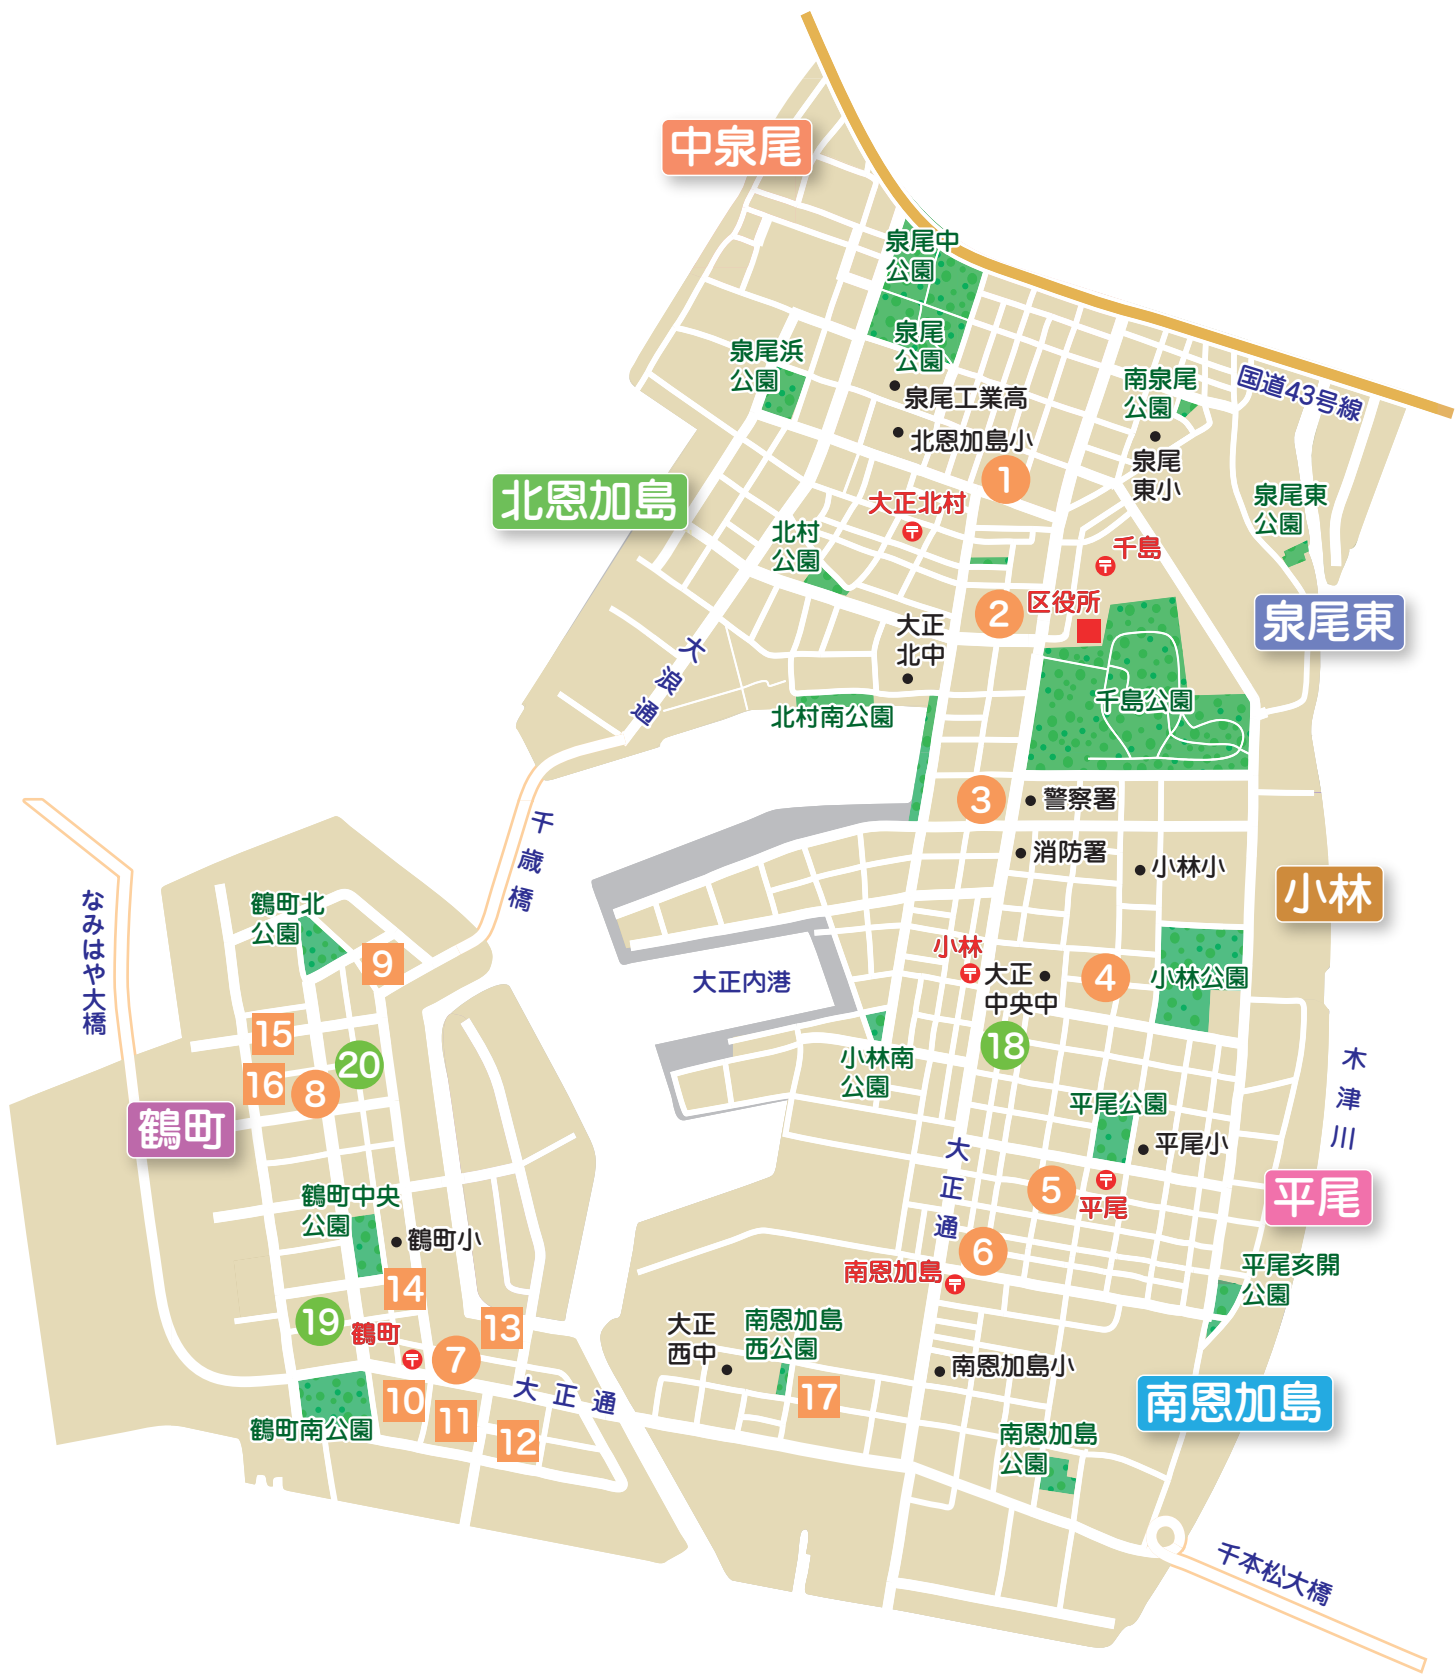 中泉尾
泉尾中
公園
泉尾
公園
泉尾浜
公園
南泉尾
公園
国道43号線
泉尾工業高
北恩加島小
泉尾
東小
1
北恩加島
大正北村
泉尾東
公園
北村
公園
千島
区役所
2
泉尾東
大正
北中
大浪通
千島公園
北村南公園
3
警察署
千歳橋
消防署
小林小
小林
なみはや大橋
鶴町北
公園
9
小林
大正内港
大正
中央中
4
小林公園
15
18
20
小林南
公園
木津川
16
8
鶴町
平尾公園
大正通
平尾小
5
平尾
平尾
鶴町中央
公園
鶴町小
6
南恩加島
平尾亥開
公園
14
19
鶴町
13
7
大正
西中
南恩加島
西公園
南恩加島小
10
11
12
大正通
17
南恩加島
鶴町南公園
南恩加島
公園
千本松大橋